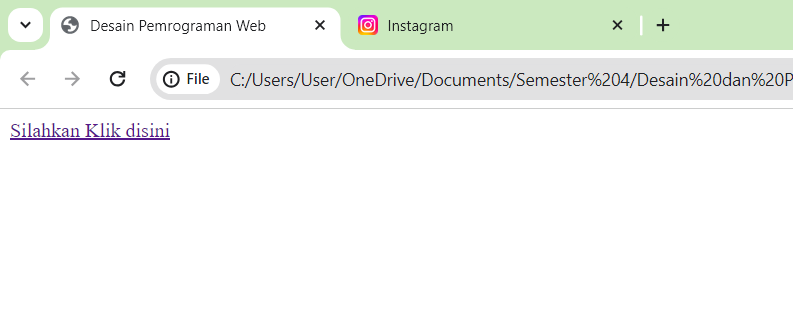 Desain Pemrograman Web
Instagram
File C:/Users/User/OneDrive/Documents/Semester%204/Desain%20dan%20P
Silahkan Klik disini